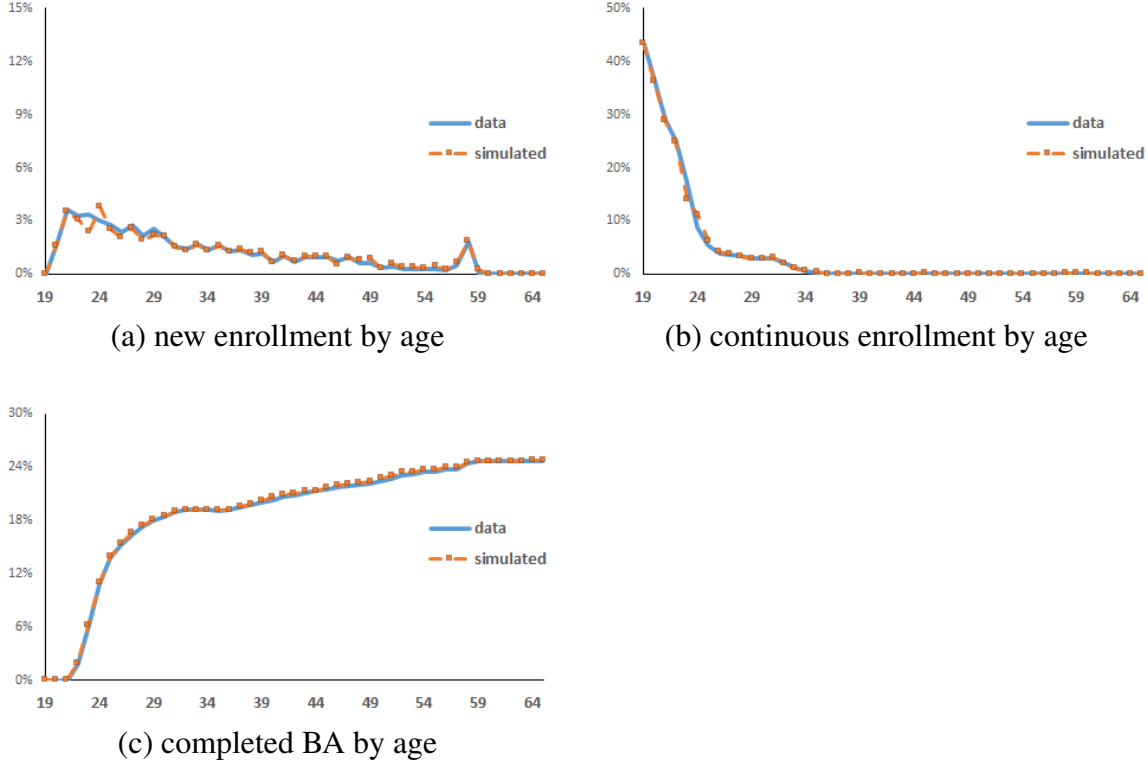 15%
12%
9%
6%
3%
0%
data
simulated
19 24 29 34 39 44 49 54 59 64
(a) new enrollment by age
50%
40%
30%
20%
10%
0%
data
simulated
19 24 29 34 39 44 49 54 59 64
(b) continuous enrollment by age
30%
24%
18%
12%
6%
0%
data
simulated
19 24 29 34 39 44 49 54 59 64
(c) completed BA by age